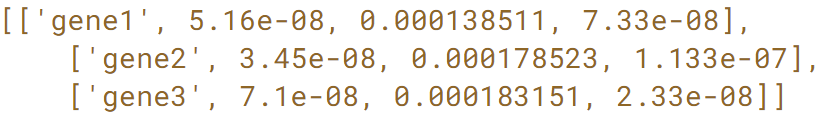 [['gene1', 5.16e-08, 0.000138511, 7.33e-08],
['gene2', 3.45e-08, 0.000178523, 1.133e-07],
['gene3', 7.1e-08, 0.000183151, 2.33e-08]]